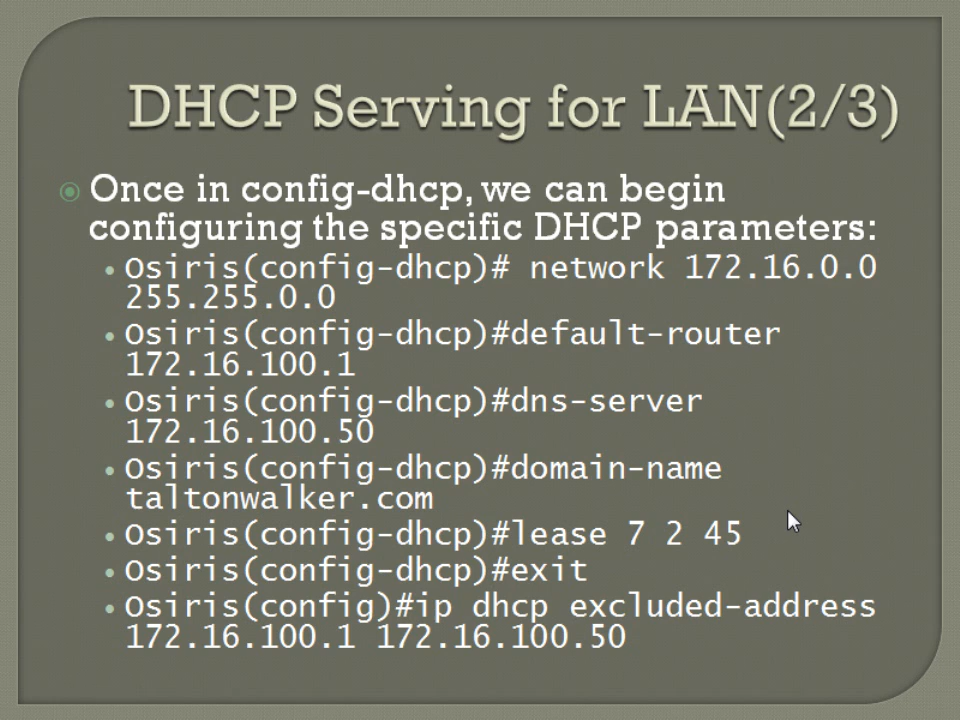 DHCP Serving for LAN(2/3)
Once in config-dhcp, we can begin
configuring the specific DHCP parameters:
Osiris(config-dhcp)# network 172.16.0.0
255.255.0.0
Osiris(config-dhcp)#default-router
172.16.100.1
Osiris(config-dhcp)#dns-server
172.16.100.50
Osiris(config-dhcp)#domain-name
taltonwalker.com
Osiris(config-dhcp)#lease 7 2 45
Osiris(config-dhcp)#exit
Osiris(config)#ip dhcp excluded-address
172.16.100.1 172.16.100.50